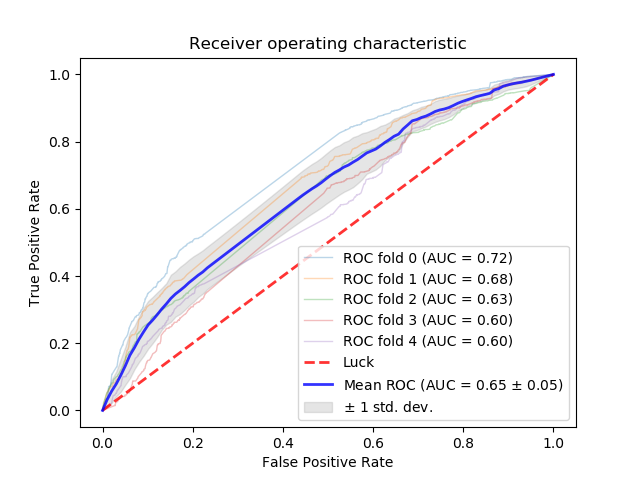 Receiver operating characteristic
True Positive Rate
1.0
0.8
0.6
0.4
0.2
0.0
ROC fold 0 (AUC = 0.72)
ROC fold 1 (AUC = 0.68)
ROC fold 2 (AUC = 0.63)
ROC fold 3 (AUC = 0.60)
ROC fold 4 (AUC = 0.60)
Luck
Mean ROC (AUC = 0.65 ± 0.05)
± 1 std. dev.
0.0 0.2 0.4 0.6 0.8 1.0
False Positive Rate